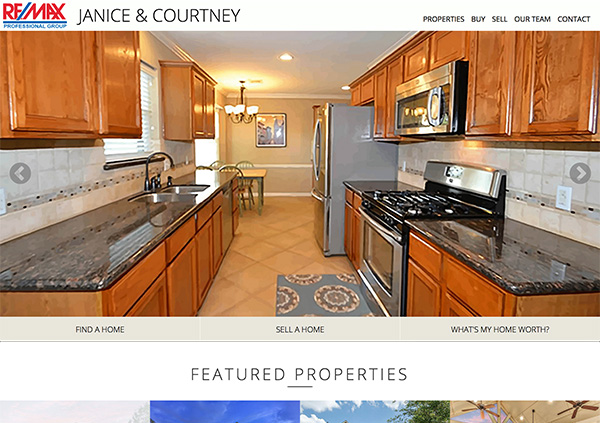 RE/MAX
PROFESSIONAL GROUP
JANICE & COURTNEY
PROPERTIES BUY SELL OUR TEAM CONTACT
FIND A HOME
SELL A HOME
WHAT'S MY HOME WORTH?
FEATURED PROPERTIES